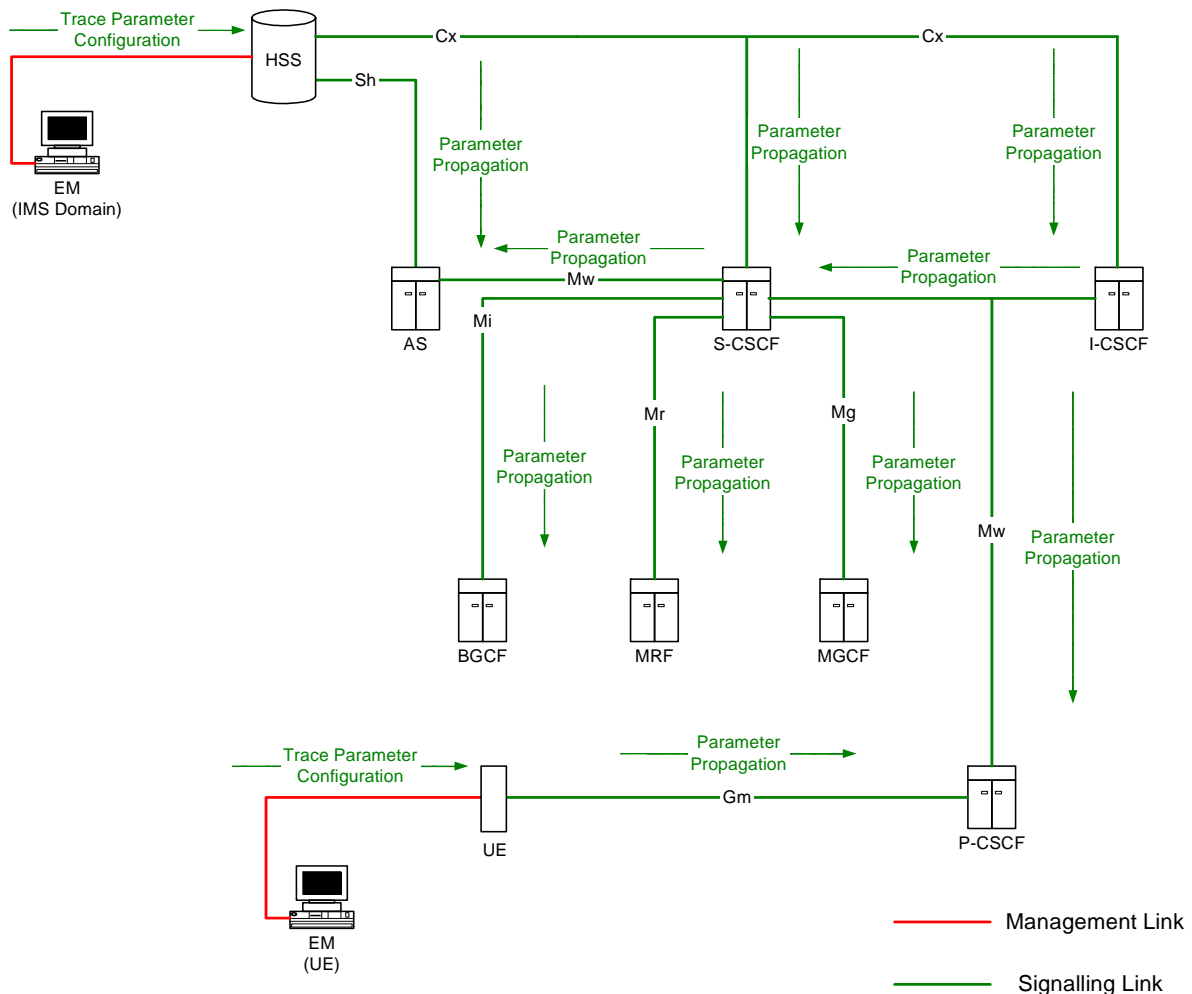 Trace Parameter
Configuration
HSS
Cx
Cx
Sh
Parameter
Propagation
Parameter
Propagation
Parameter
Propagation
EM
(IMS Domain)
Parameter
Propagation
Parameter
Propagation
Mw
AS
Mi
S-CSCF
I-CSCF
Mr
Mg
Parameter
Propagation
Parameter
Propagation
Parameter
Propagation
Mw
Parameter
Propagation
BGCF
MRF
MGCF
Trace Parameter
Configuration
Parameter
Propagation
Gm
UE
P-CSCF
EM
(UE)
Management Link
Signalling Link